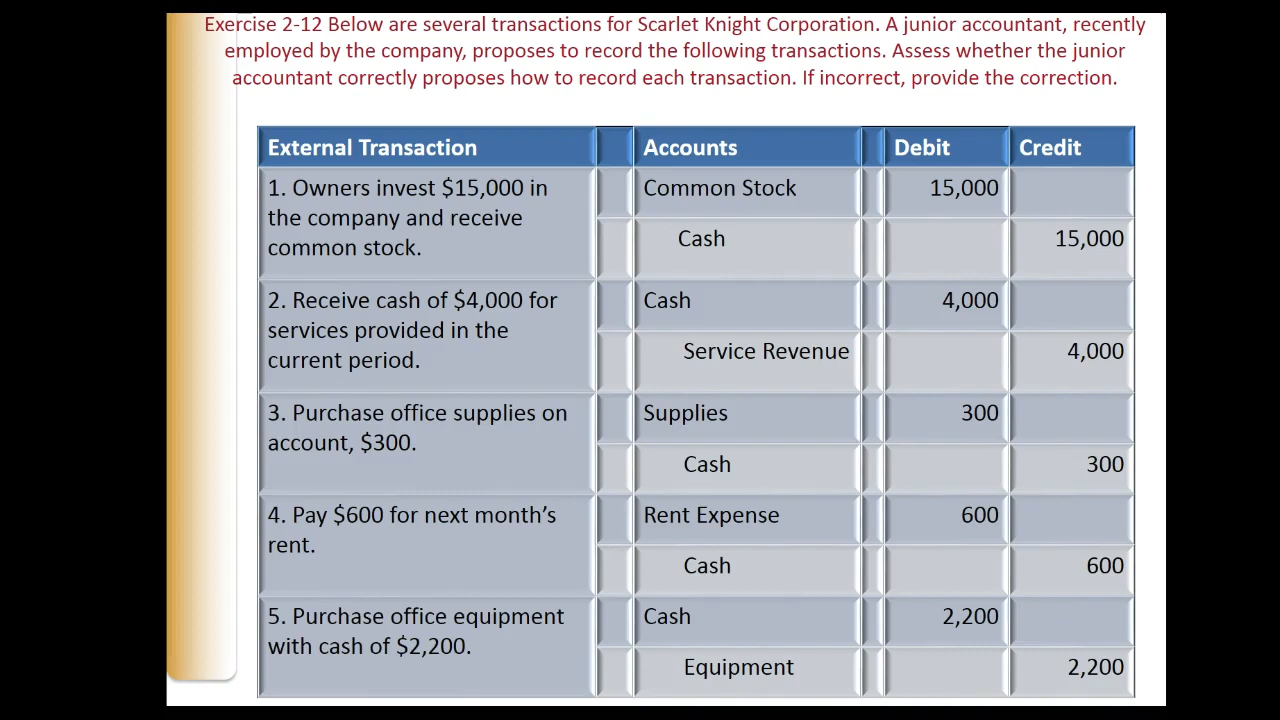 Exercise 2-12 Below are several transactions for Scarlet Knight Corporation. A junior accountant, recently
employed by the company, proposes to record the following transactions. Assess whether the junior
accountant correctly proposes how to record each transaction. If incorrect, provide the correction.
External Transaction Accounts Debit Credit
1. Owners invest $15,000 in Common Stock 15,000
the company and receive
common stock.
Cash 15,000
2. Receive cash of $4,000 for Cash 4,000
services provided in the
current period.
Service Revenue 4,000
3. Purchase office supplies on Supplies 300
account, $300.
Cash 300
4. Pay $600 for next month’s Rent Expense 600
rent.
Cash 600
5. Purchase office equipment Cash 2,200
with cash of $2,200.
Equipment 2,200